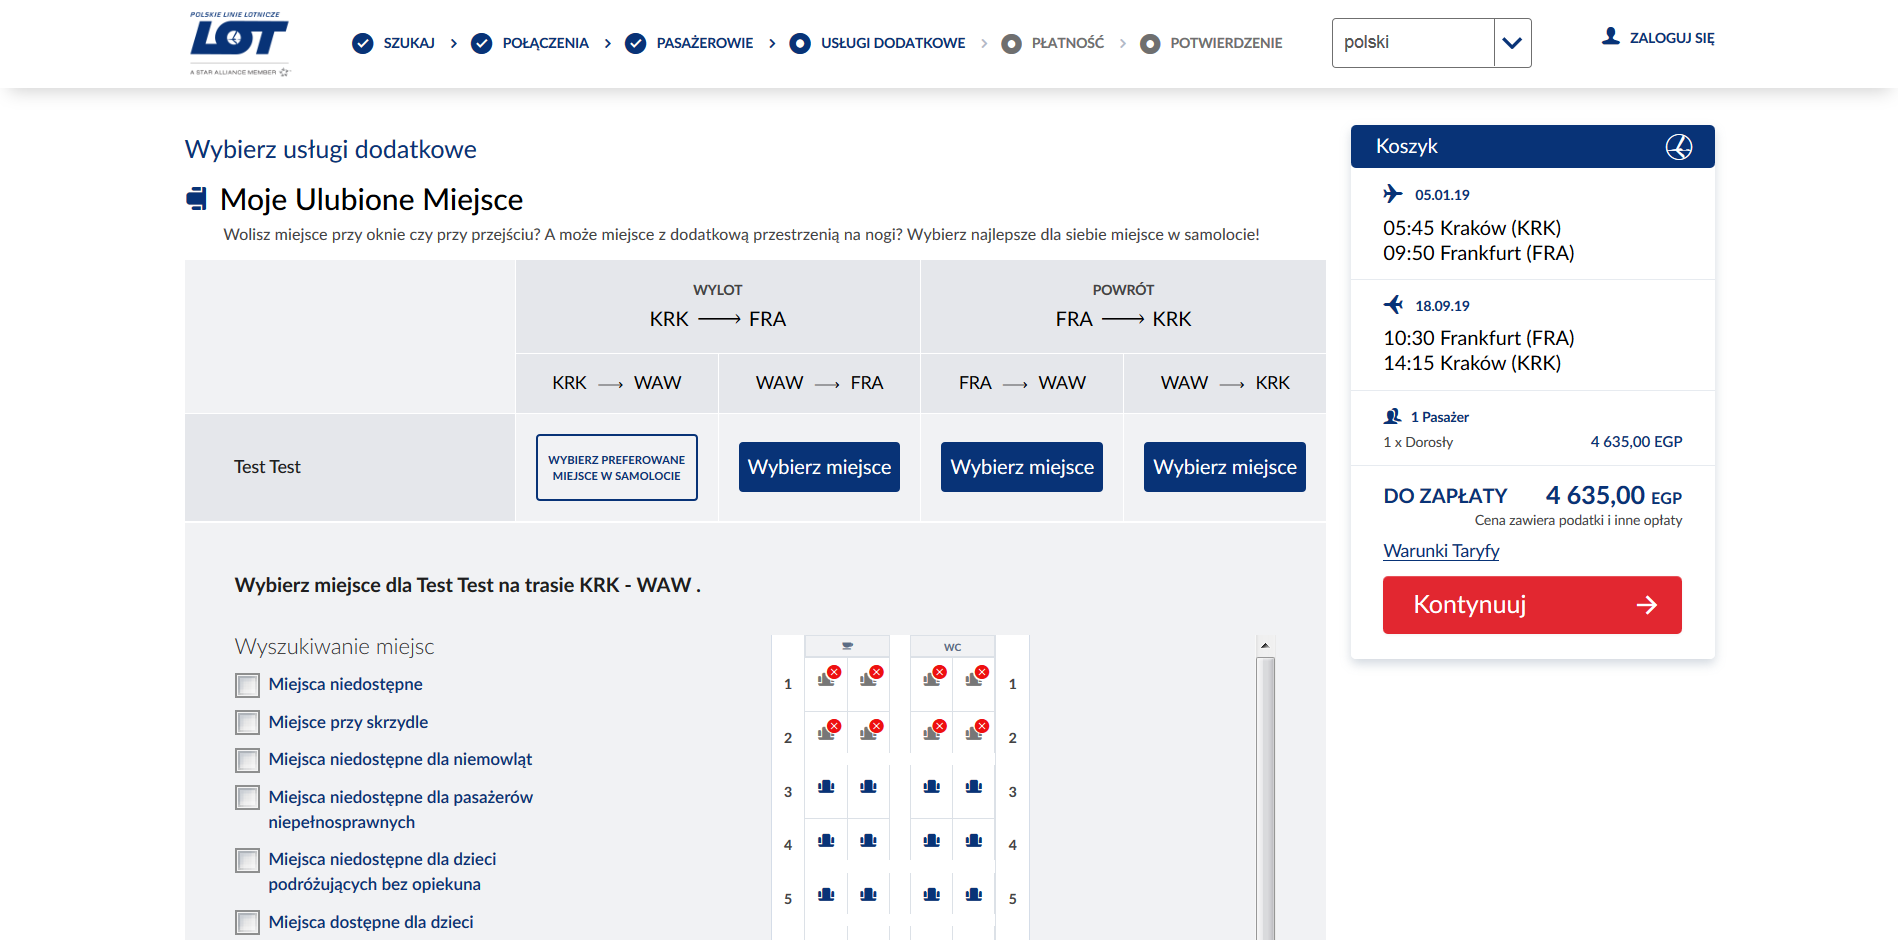 POLSKIE LINIE LOTNICZE
LOT
A STAR ALLIANCE MEMBER
SZUKAJ
POŁĄCZENIA
PASAŻEROWIE
USŁUGI DODATKOWE
PŁATNOŚĆ
POTWIERDZENIE
polski
ZALOGUJ SIĘ
Wybierz usługi dodatkowe
Moje Ulubione Miejsce
Wolisz miejsce przy oknie czy przy przejściu? A może miejsce z dodatkową przestrzenią na nogi? Wybierz najlepsze dla siebie miejsce w samolocie!
WYLOT
KRK FRA
POWRÓT
FRA KRK
KRK WAW
WAW FRA
FRA WAW
WAW KRK
Test Test
WYBIERZ PREFEROWANE
MIEJSCE W SAMOLOCIE
Wybierz miejsce
Wybierz miejsce
Wybierz miejsce
Wybierz miejsce dla Test Test na trasie KRK - WAW .
Wyszukiwanie miejsc
Miejsca niedostępne
Miejsce przy skrzydle
Miejsca niedostępne dla niemowląt
Miejsca niedostępne dla pasażerów
niepełnosprawnych
Miejsca niedostępne dla dzieci
podróżujących bez opiekuna
Miejsca dostępne dla dzieci
WC
1 1
2 2
3 3
4 4
5 5
Koszyk
05.01.19
05:45 Kraków (KRK)
09:50 Frankfurt (FRA)
18.09.19
10:30 Frankfurt (FRA)
14:15 Kraków (KRK)
1 Pasażer
1 x Dorosły 4 635,00 EGP
DO ZAPŁATY 4 635,00 EGP
Cena zawiera podatki i inne opłaty
Warunki Taryfy
Kontynuuj